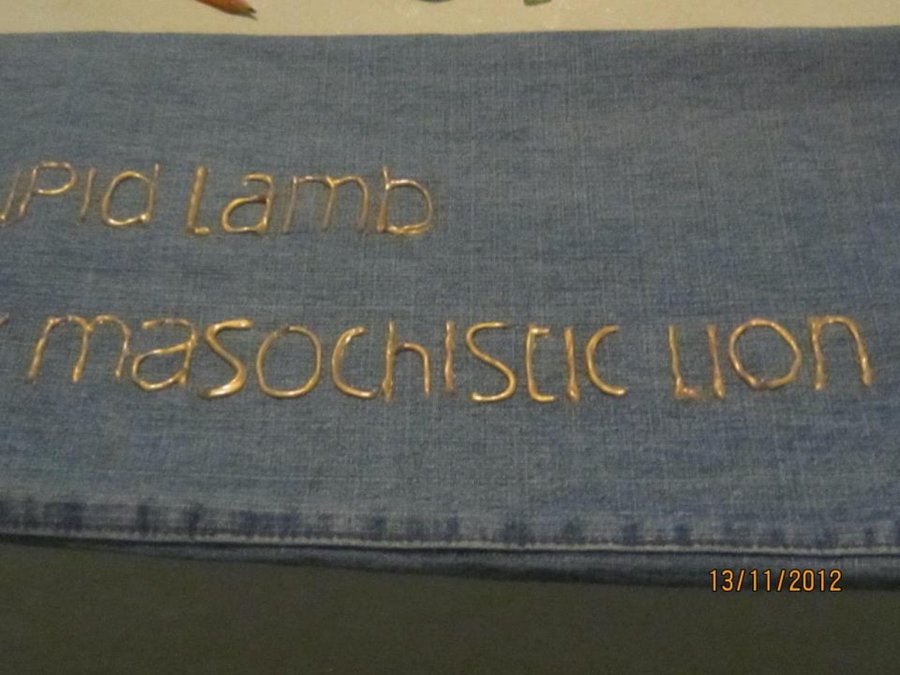 Lamb
masochistic Lion
13/11/2012